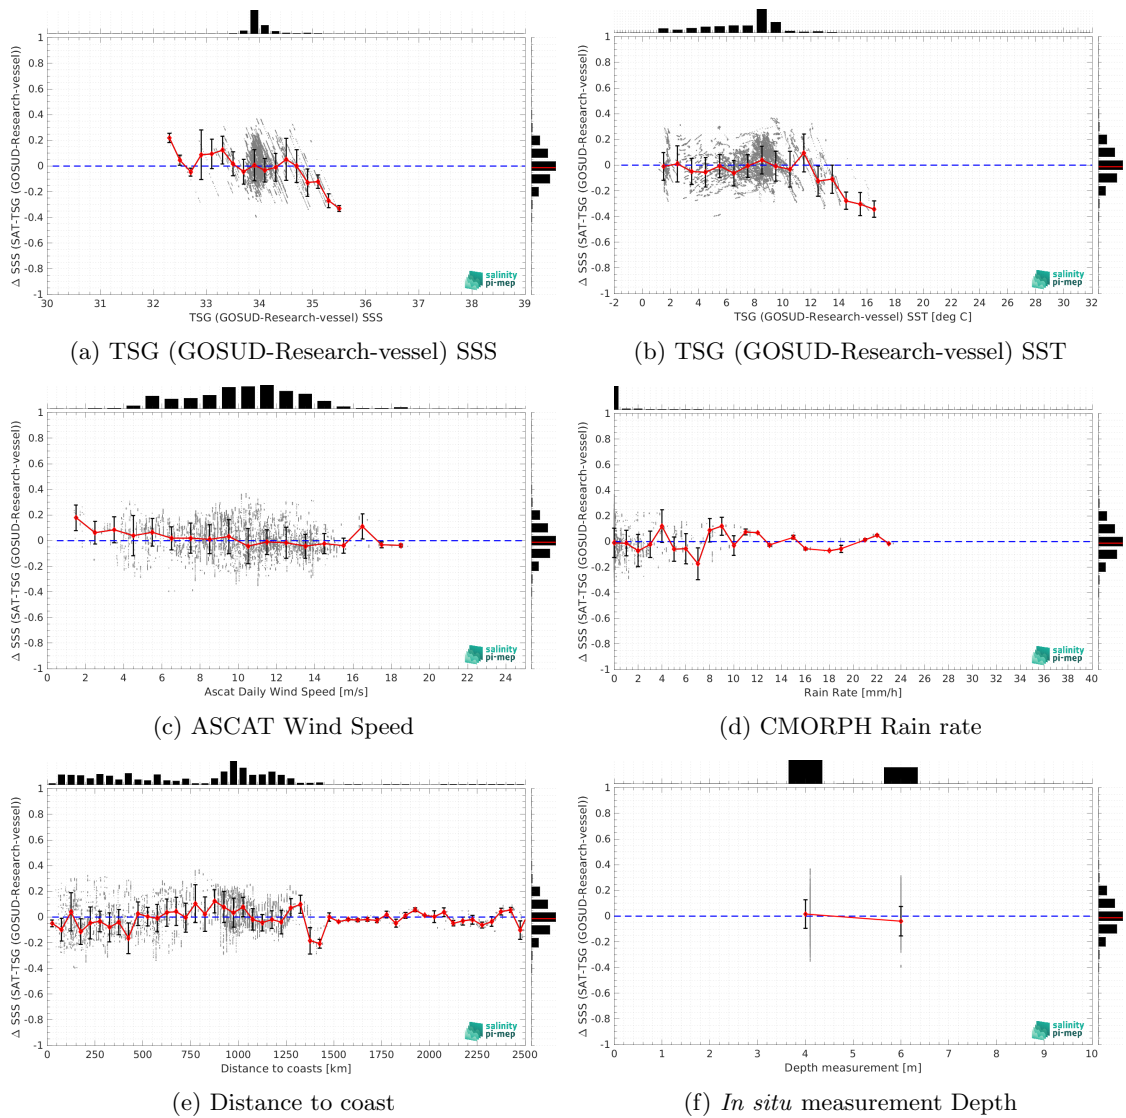 1
0.8
0.6
0.4
0.2
0
-0.2
-0.4
-0.6
-0.8
-1
Δ SSS (SAT-TSG (GOSUD-Research-vessel))
30 31 32 33 34 35 36 37 38 39
TSG (GOSUD-Research-vessel) SSS
salinity
pi-mep
(a) TSG (GOSUD-Research-vessel) SSS
1
0.8
0.6
0.4
0.2
0
-0.2
-0.4
-0.6
-0.8
-1
Δ SSS (SAT-TSG (GOSUD-Research-vessel))
-2 0 2 4 6 8 10 12 14 16 18 20 22 24 26 28 30 32
TSG (GOSUD-Research-vessel) SST [deg C]
salinity
pi-mep
(b) TSG (GOSUD-Research-vessel) SST
1
0.8
0.6
0.4
0.2
0
-0.2
-0.4
-0.6
-0.8
-1
Δ SSS (SAT-TSG (GOSUD-Research-vessel))
0 2 4 6 8 10 12 14 16 18 20 22 24
Ascat Daily Wind Speed [m/s]
salinity
pi-mep
(c) ASCAT Wind Speed
1
0.8
0.6
0.4
0.2
0
-0.2
-0.4
-0.6
-0.8
-1
Δ SSS (SAT-TSG (GOSUD-Research-vessel))
0 2 4 6 8 10 12 14 16 18 20 22 24 26 28 30 32 34 36 38 40
Rain Rate [mm/h]
salinity
pi-mep
(d) CMORPH Rain rate
1
0.8
0.6
0.4
0.2
0
-0.2
-0.4
-0.6
-0.8
-1
Δ SSS (SAT-TSG (GOSUD-Research-vessel))
0 250 500 750 1000 1250 1500 1750 2000 2250 2500
Distance to coasts [km]
salinity
pi-mep
(e) Distance to coast
1
0.8
0.6
0.4
0.2
0
-0.2
-0.4
-0.6
-0.8
-1
Δ SSS (SAT-TSG (GOSUD-Research-vessel))
0 1 2 3 4 5 6 7 8 9 10
Depth measurement [m]
salinity
pi-mep
(f) In situ measurement Depth